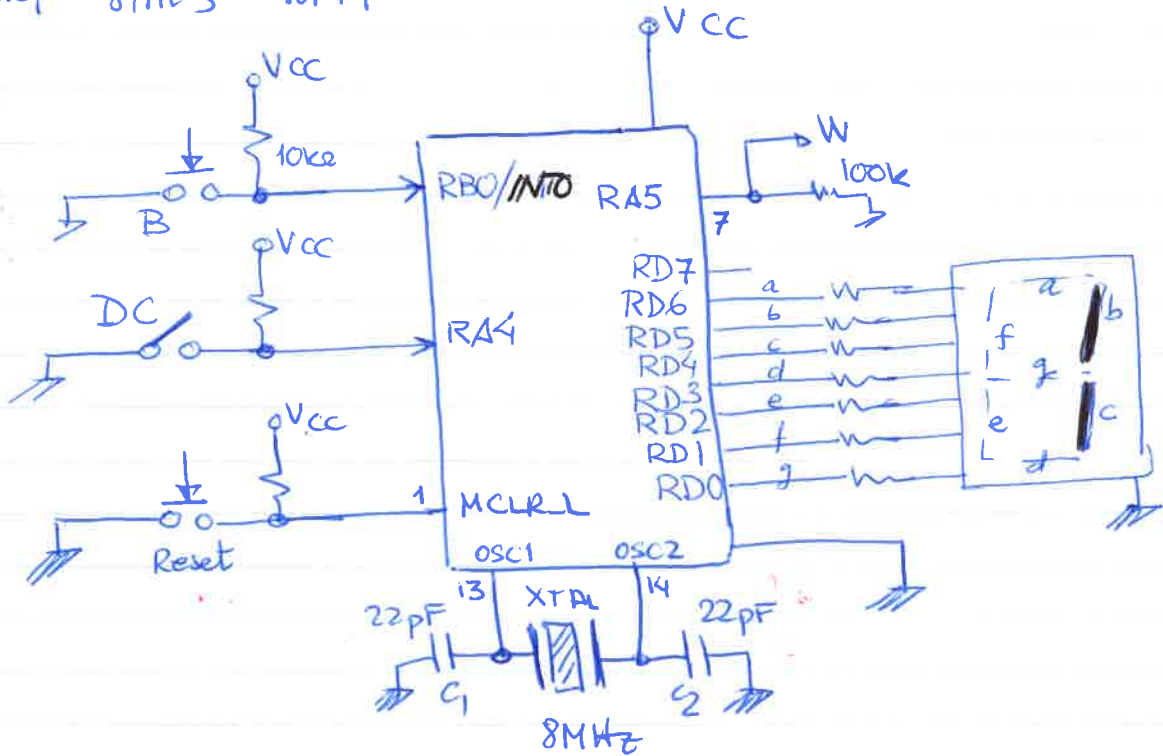 VCC
VCC
10kΩ
RB0/INT0
B
RA5
7
W
100k
VCC
DC
RA4
RD7
RD6
RD5
RD4
RD3
RD2
RD1
RD0
a
b
c
d
e
f
g
a
b
f
g
e
c
d
VCC
1
MCLR_L
Reset
OSC1
OSC2
13
XTAL
14
22pF
22pF
C1
C2
8MHz